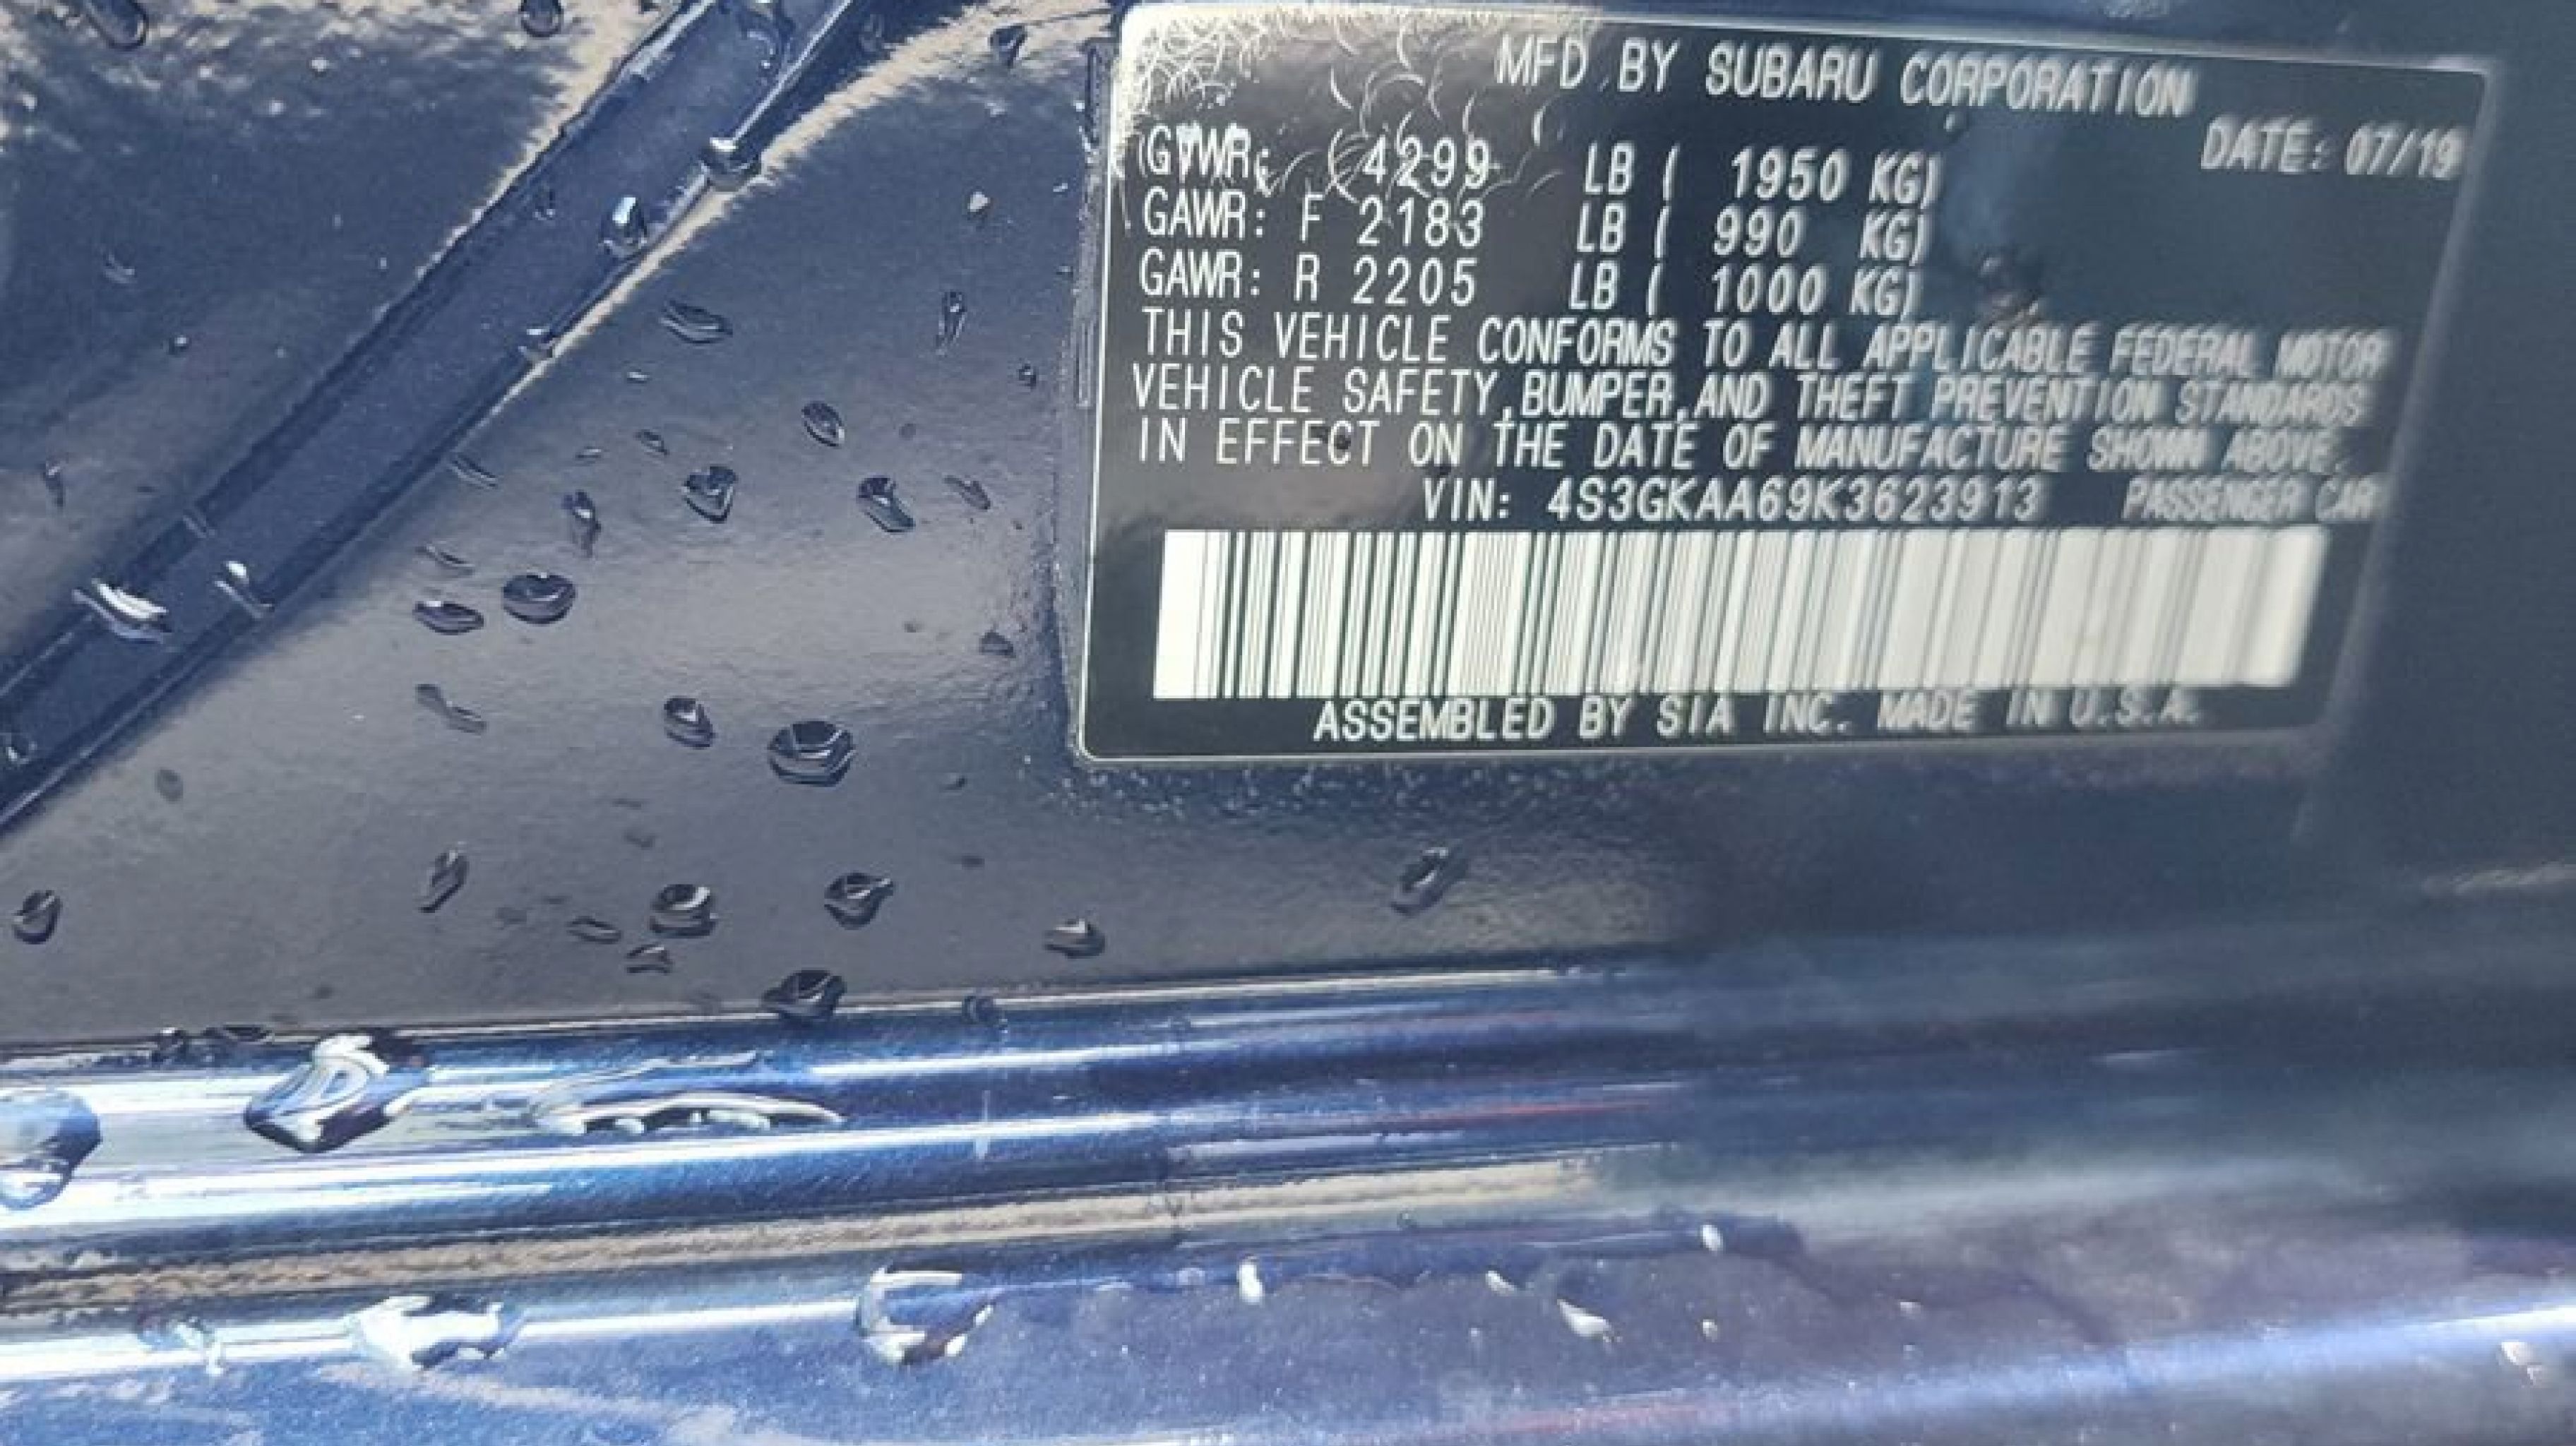 MFD BY SUBARU CORPORATION
DATE: 07/19
GVWR: 4299 LB ( 1950 KG)
GAWR: F 2183 LB ( 990 KG)
GAWR: R 2205 LB ( 1000 KG)
THIS VEHICLE CONFORMS TO ALL APPLICABLE FEDERAL MOTOR
VEHICLE SAFETY,BUMPER,AND THEFT PREVENTION STANDARDS
IN EFFECT ON THE DATE OF MANUFACTURE SHOWN ABOVE.
VIN: 4S3GKAA69K3623913 PASSENGER CAR
ASSEMBLED BY SIA INC. MADE IN U.S.A.